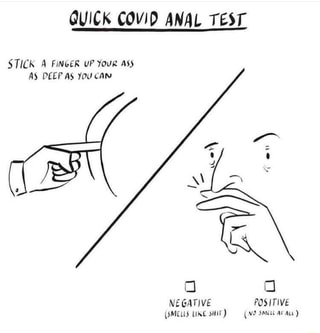 QUICK COVID ANAL TEST
STICK A FINGER UP YOUR ASS
AS DEEP AS YOU CAN
NEGATIVE
(SMELLS LIKE SHIT)
POSITIVE
(NO SMELL AT ALL)